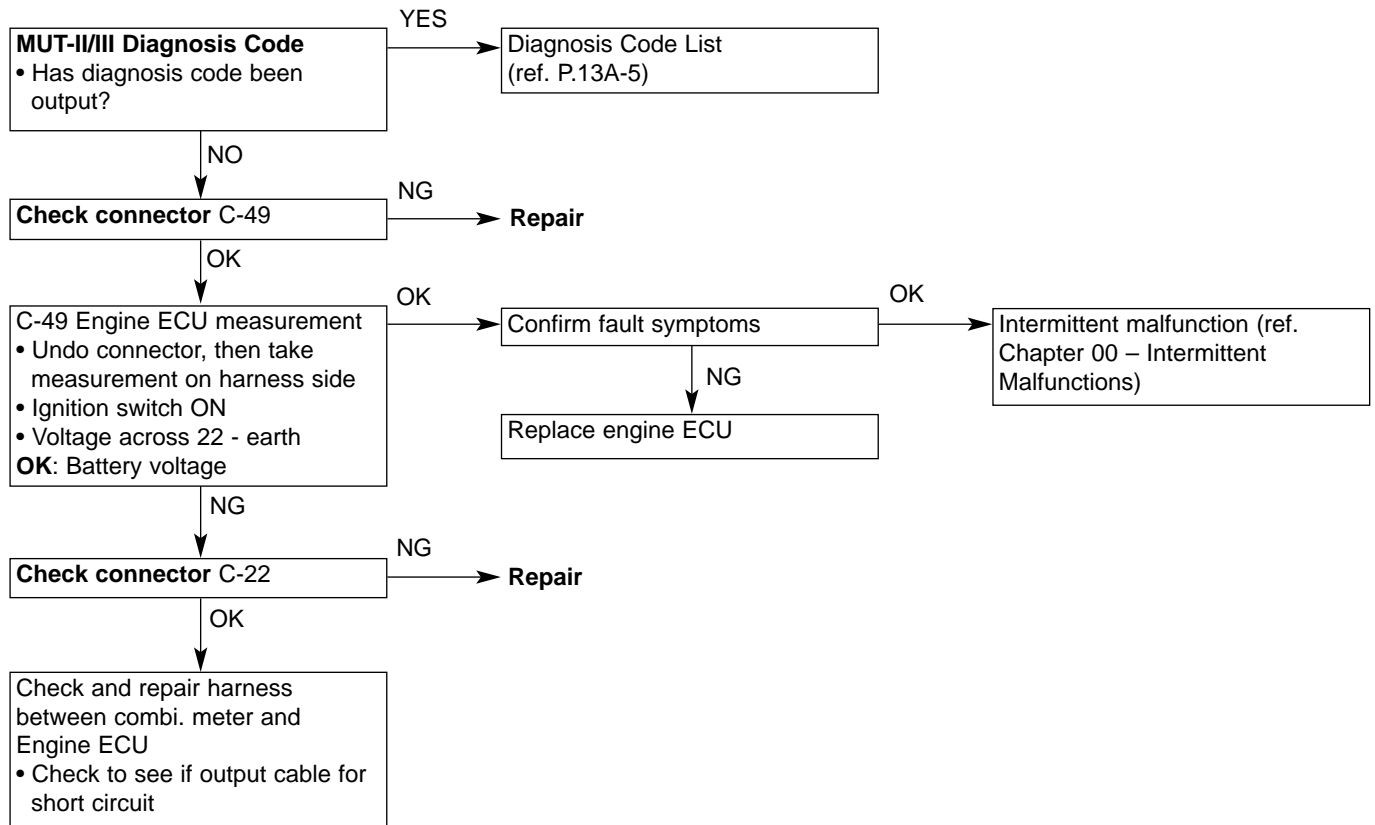 YES
MUT-II/III Diagnosis Code
• Has diagnosis code been
output?
Diagnosis Code List
(ref. P.13A-5)
NO
NG
Check connector C-49
Repair
OK
C-49 Engine ECU measurement
• Undo connector, then take
measurement on harness side
• Ignition switch ON
• Voltage across 22 - earth
OK: Battery voltage
OK
Confirm fault symptoms
OK
Intermittent malfunction (ref.
Chapter 00 – Intermittent
Malfunctions)
NG
Replace engine ECU
NG
NG
Check connector C-22
Repair
OK
Check and repair harness
between combi. meter and
Engine ECU
• Check to see if output cable for
short circuit